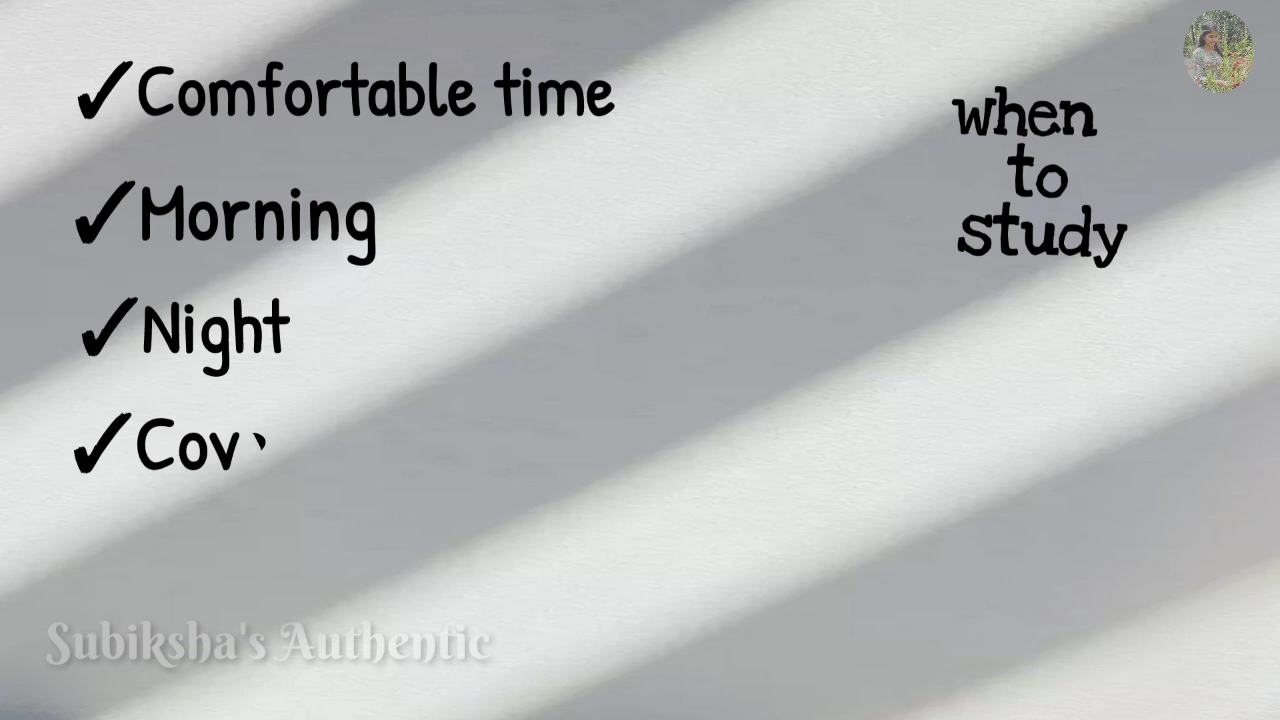 ✓Comfortable time
✓Morning
✓Night
✓Cov
when
to
study
Subiksha's Authentic